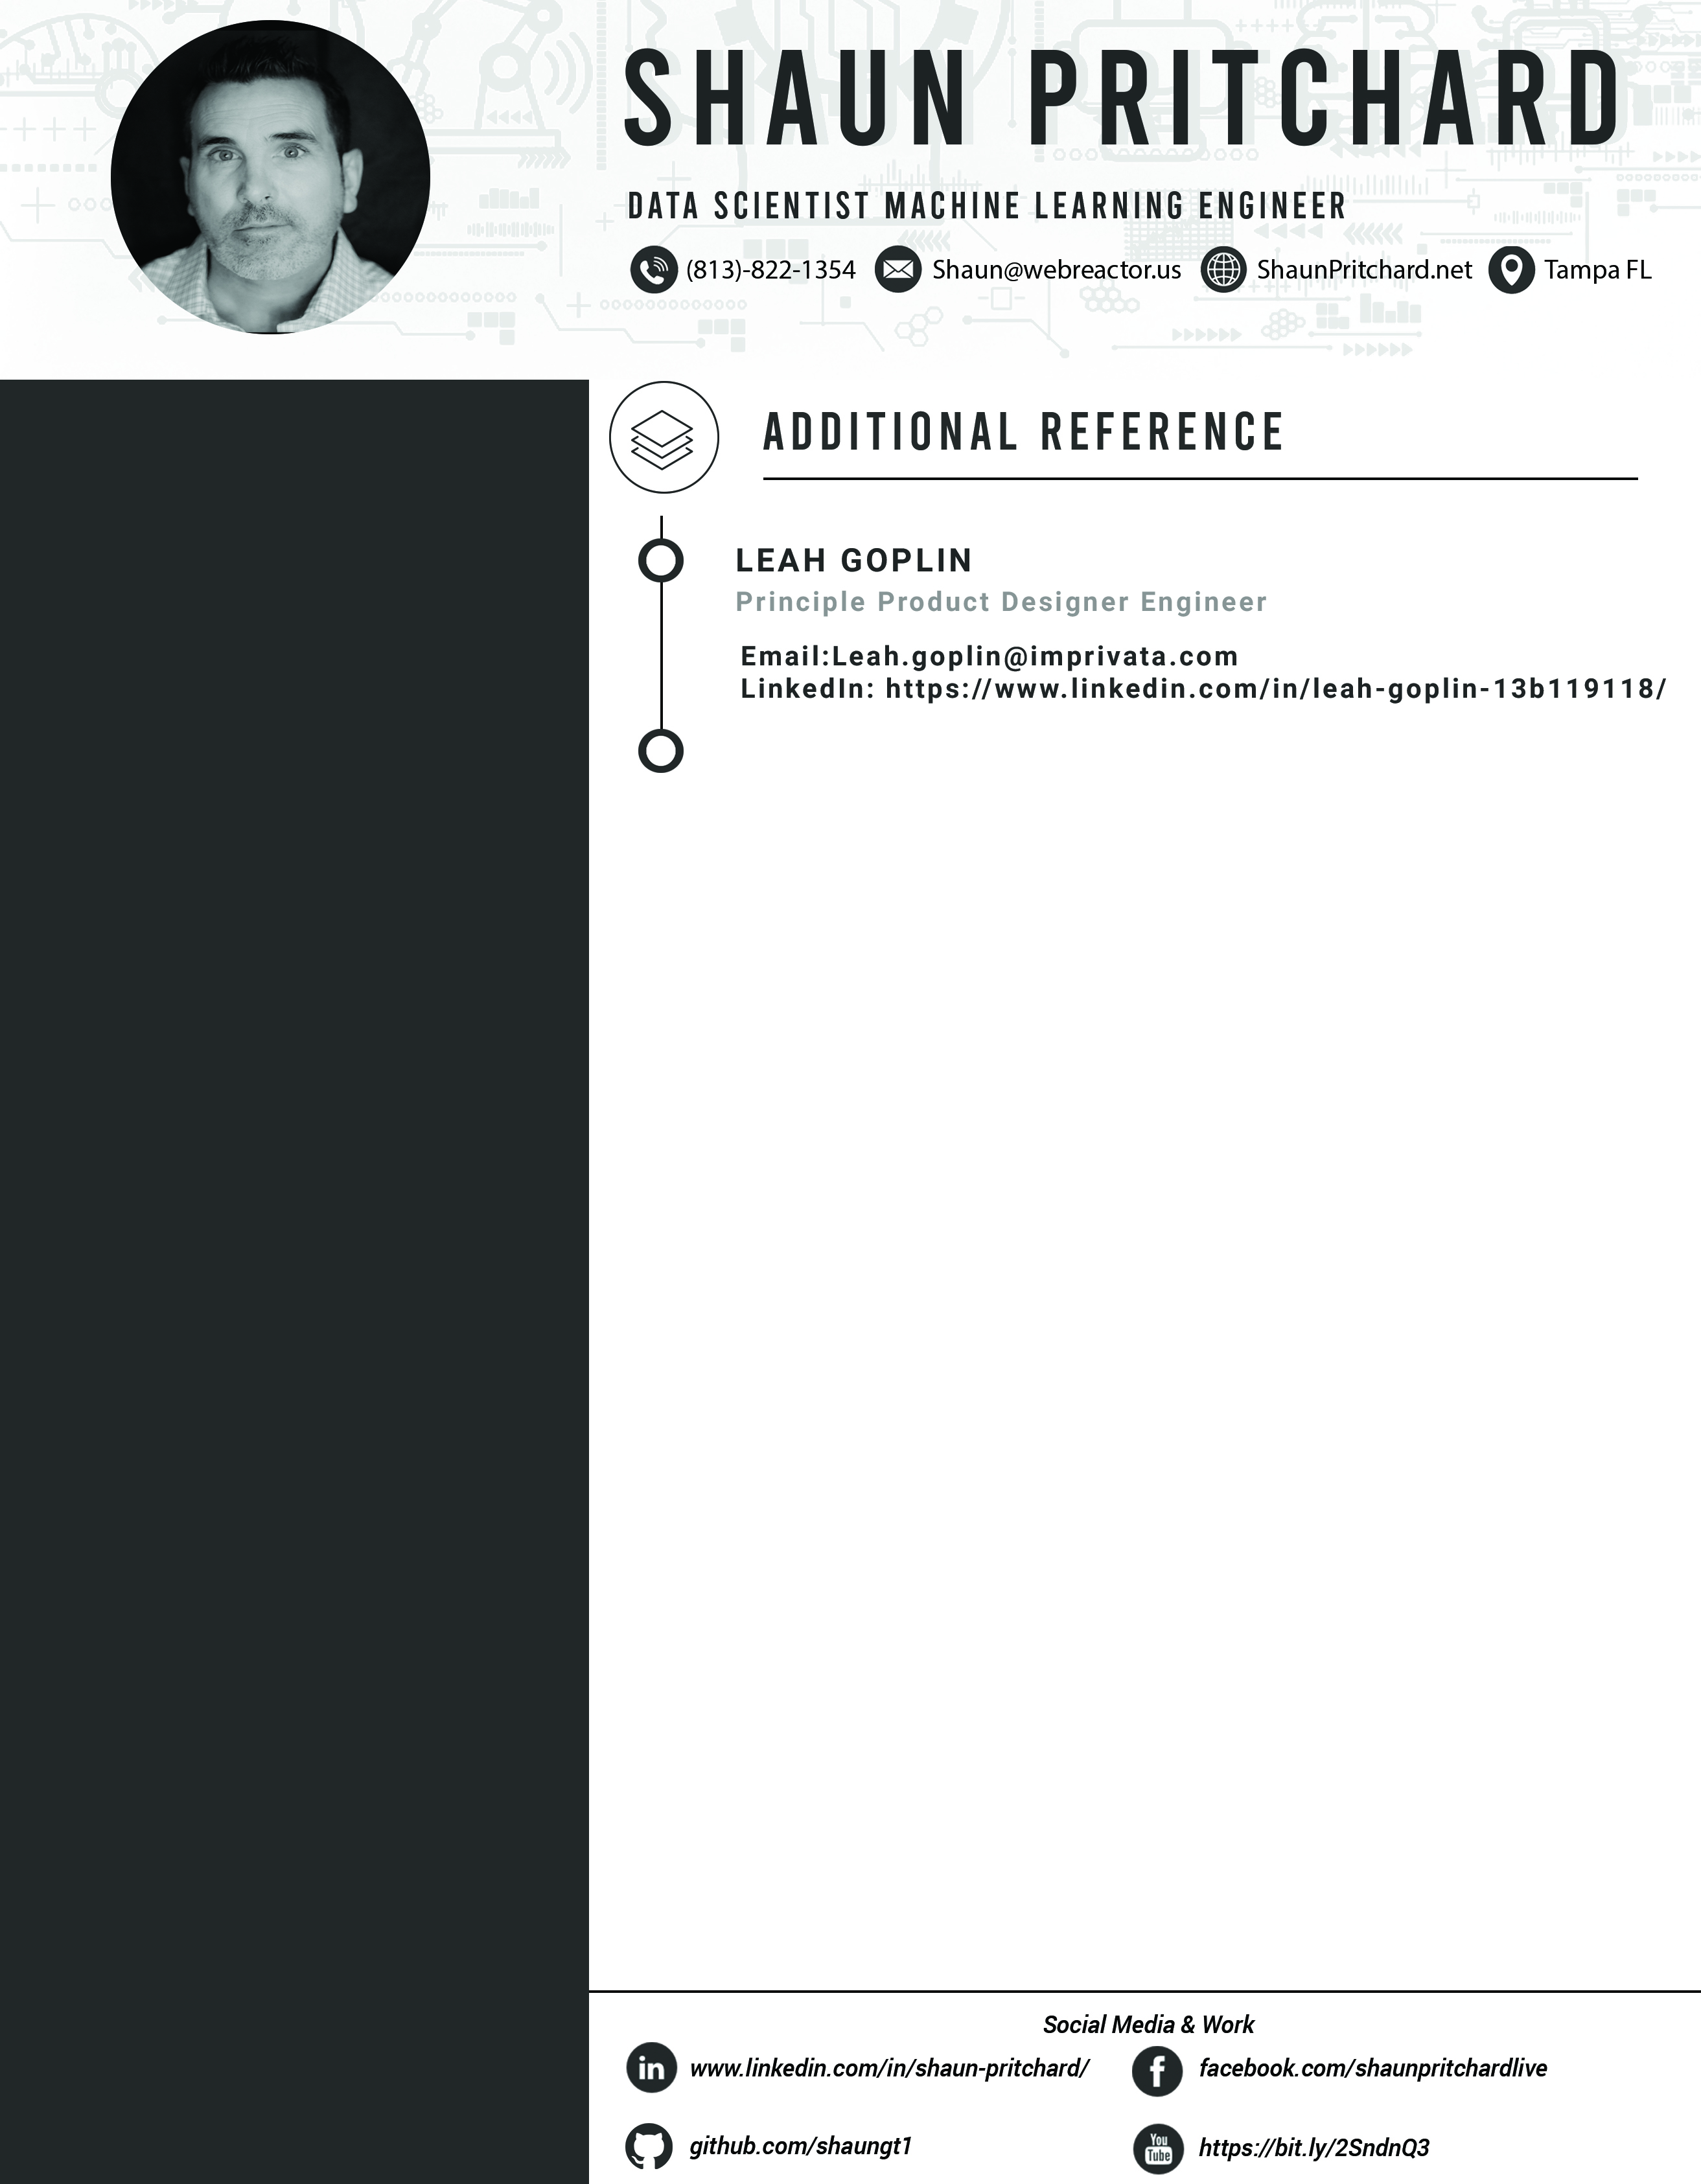 SHAUN PRITCHARD
DATA SCIENTIST MACHINE LEARNING ENGINEER
(813)-822-1354 Shaun@webreactor.us ShaunPritchard.net Tampa FL
ADDITIONAL REFERENCE
LEAH GOPLIN
Principle Product Designer Engineer
Email:Leah.goplin@imprivata.com
LinkedIn: https://www.linkedin.com/in/leah-goplin-13b119118/
Social Media & Work
in www.linkedin.com/in/shaun-pritchard/ f facebook.com/shaunpritchardlive
github.com/shaungt1 You Tube https://bit.ly/2SndnQ3